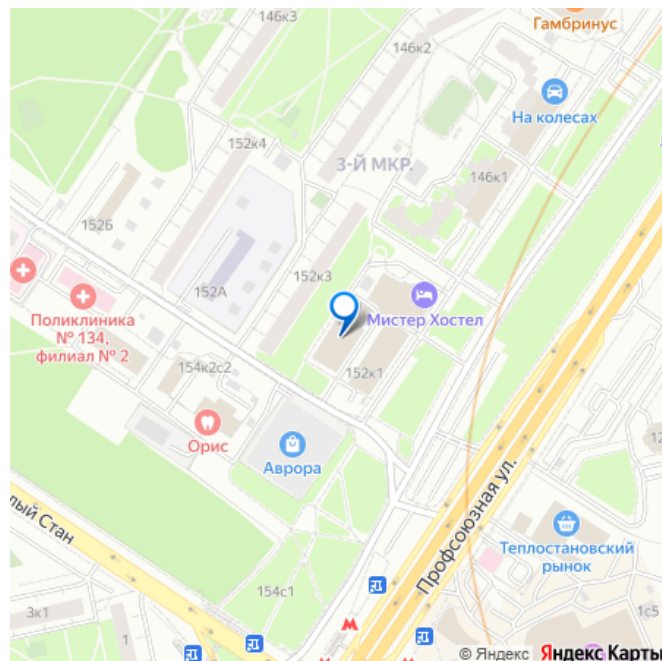 146к3
Гамбринус
146к2
На колесах
152к4
3-Й МКР.
146к1
152Б
152к3
152А
Мистер Хостел
Поликлиника
№ 134,
филиал № 2
152к1
154к2с2
Орис
Аврора
Профсоюзная ул.
12
лый Стан
Теплостановский
рынок
154с1
3к1
1
1с5
© Яндекс Яндекс Карты